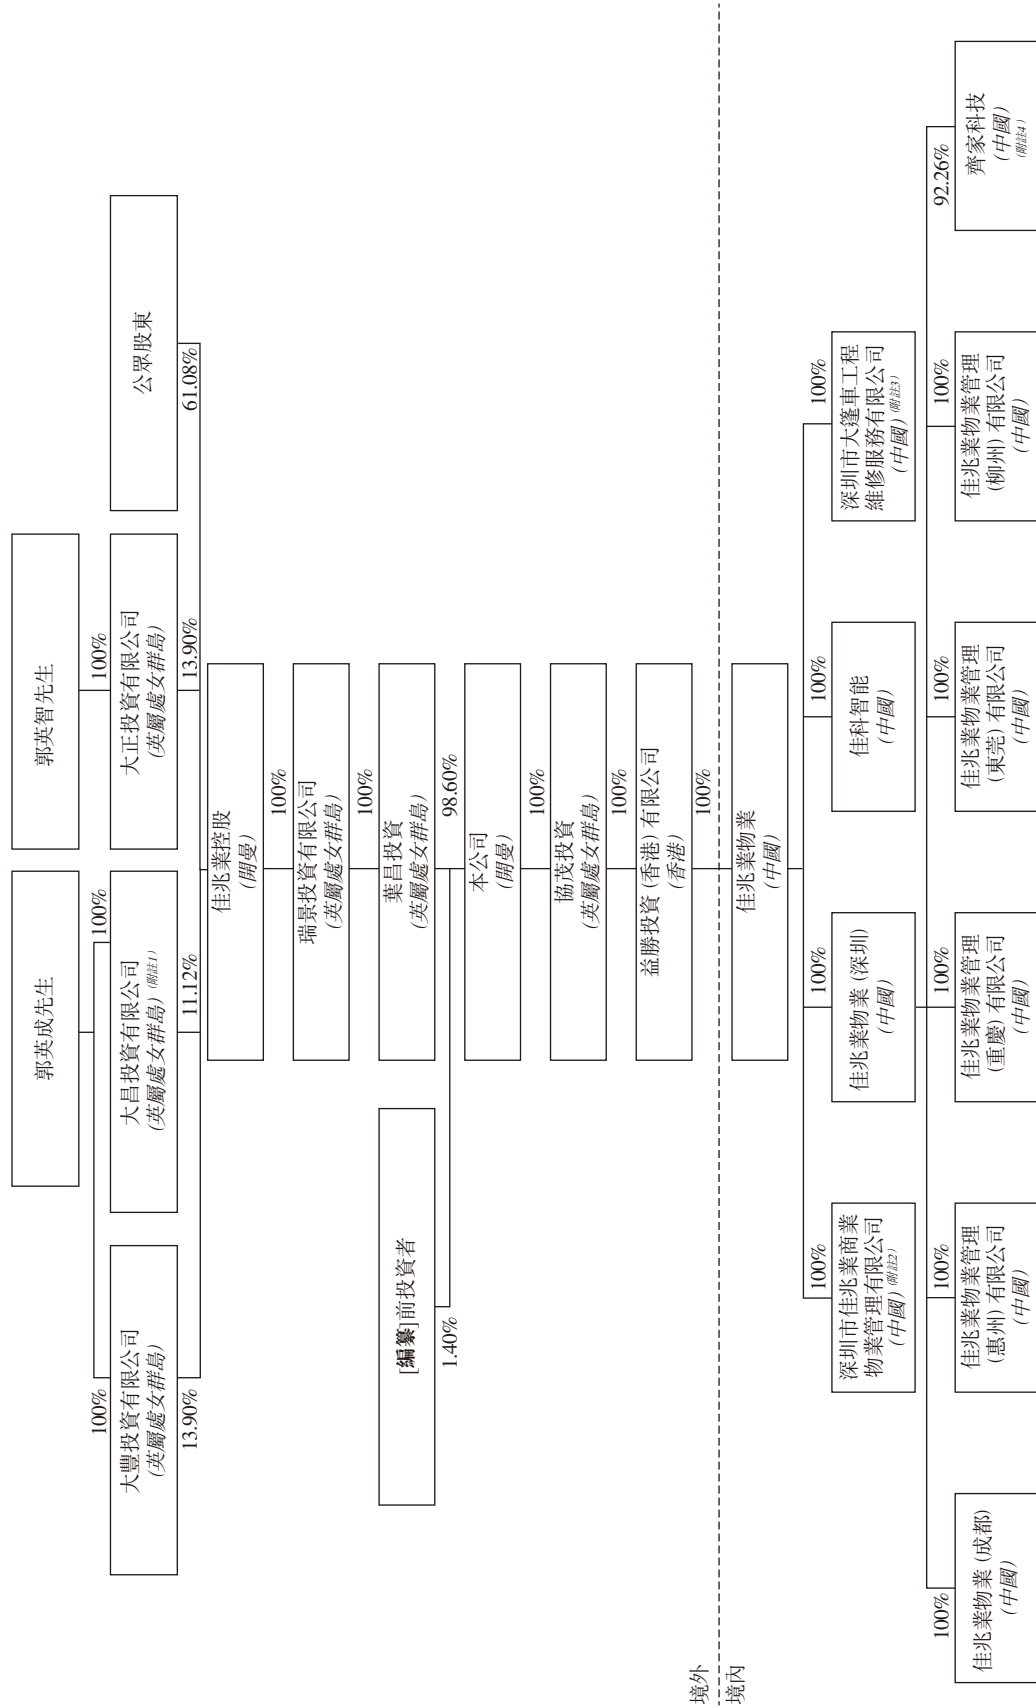 郭英成先生
郭英智先生
100%
100%
100%
大豐投資有限公司
(英屬處女群島)
大昌投資有限公司
(英屬處女群島) (附註1)
大正投資有限公司
(英屬處女群島)
公眾股東
13.90%
11.12%
13.90%
61.08%
佳兆業控股
(開曼)
100%
瑞景投資有限公司
(英屬處女群島)
100%
[編纂]前投資者
葉昌投資
(英屬處女群島)
1.40%
98.60%
本公司
(開曼)
100%
協茂投資
(英屬處女群島)
100%
益勝投資 (香港) 有限公司
(香港)
100%
境外
境內
佳兆業物業
(中國)
100%
100%
100%
100%
深圳市佳兆業商業
物業管理有限公司
(中國) (附註2)
佳兆業物業 (深圳)
(中國)
佳科智能
(中國)
深圳市大篷車工程
維修服務有限公司
(中國) (附註3)
100%
100%
100%
100%
100%
92.26%
佳兆業物業 (成都)
(中國)
佳兆業物業管理
(惠州) 有限公司
(中國)
佳兆業物業管理
(重慶) 有限公司
(中國)
佳兆業物業管理
(東莞) 有限公司
(中國)
佳兆業物業管理
(柳州) 有限公司
(中國)
齊家科技
(中國)
(附註4)